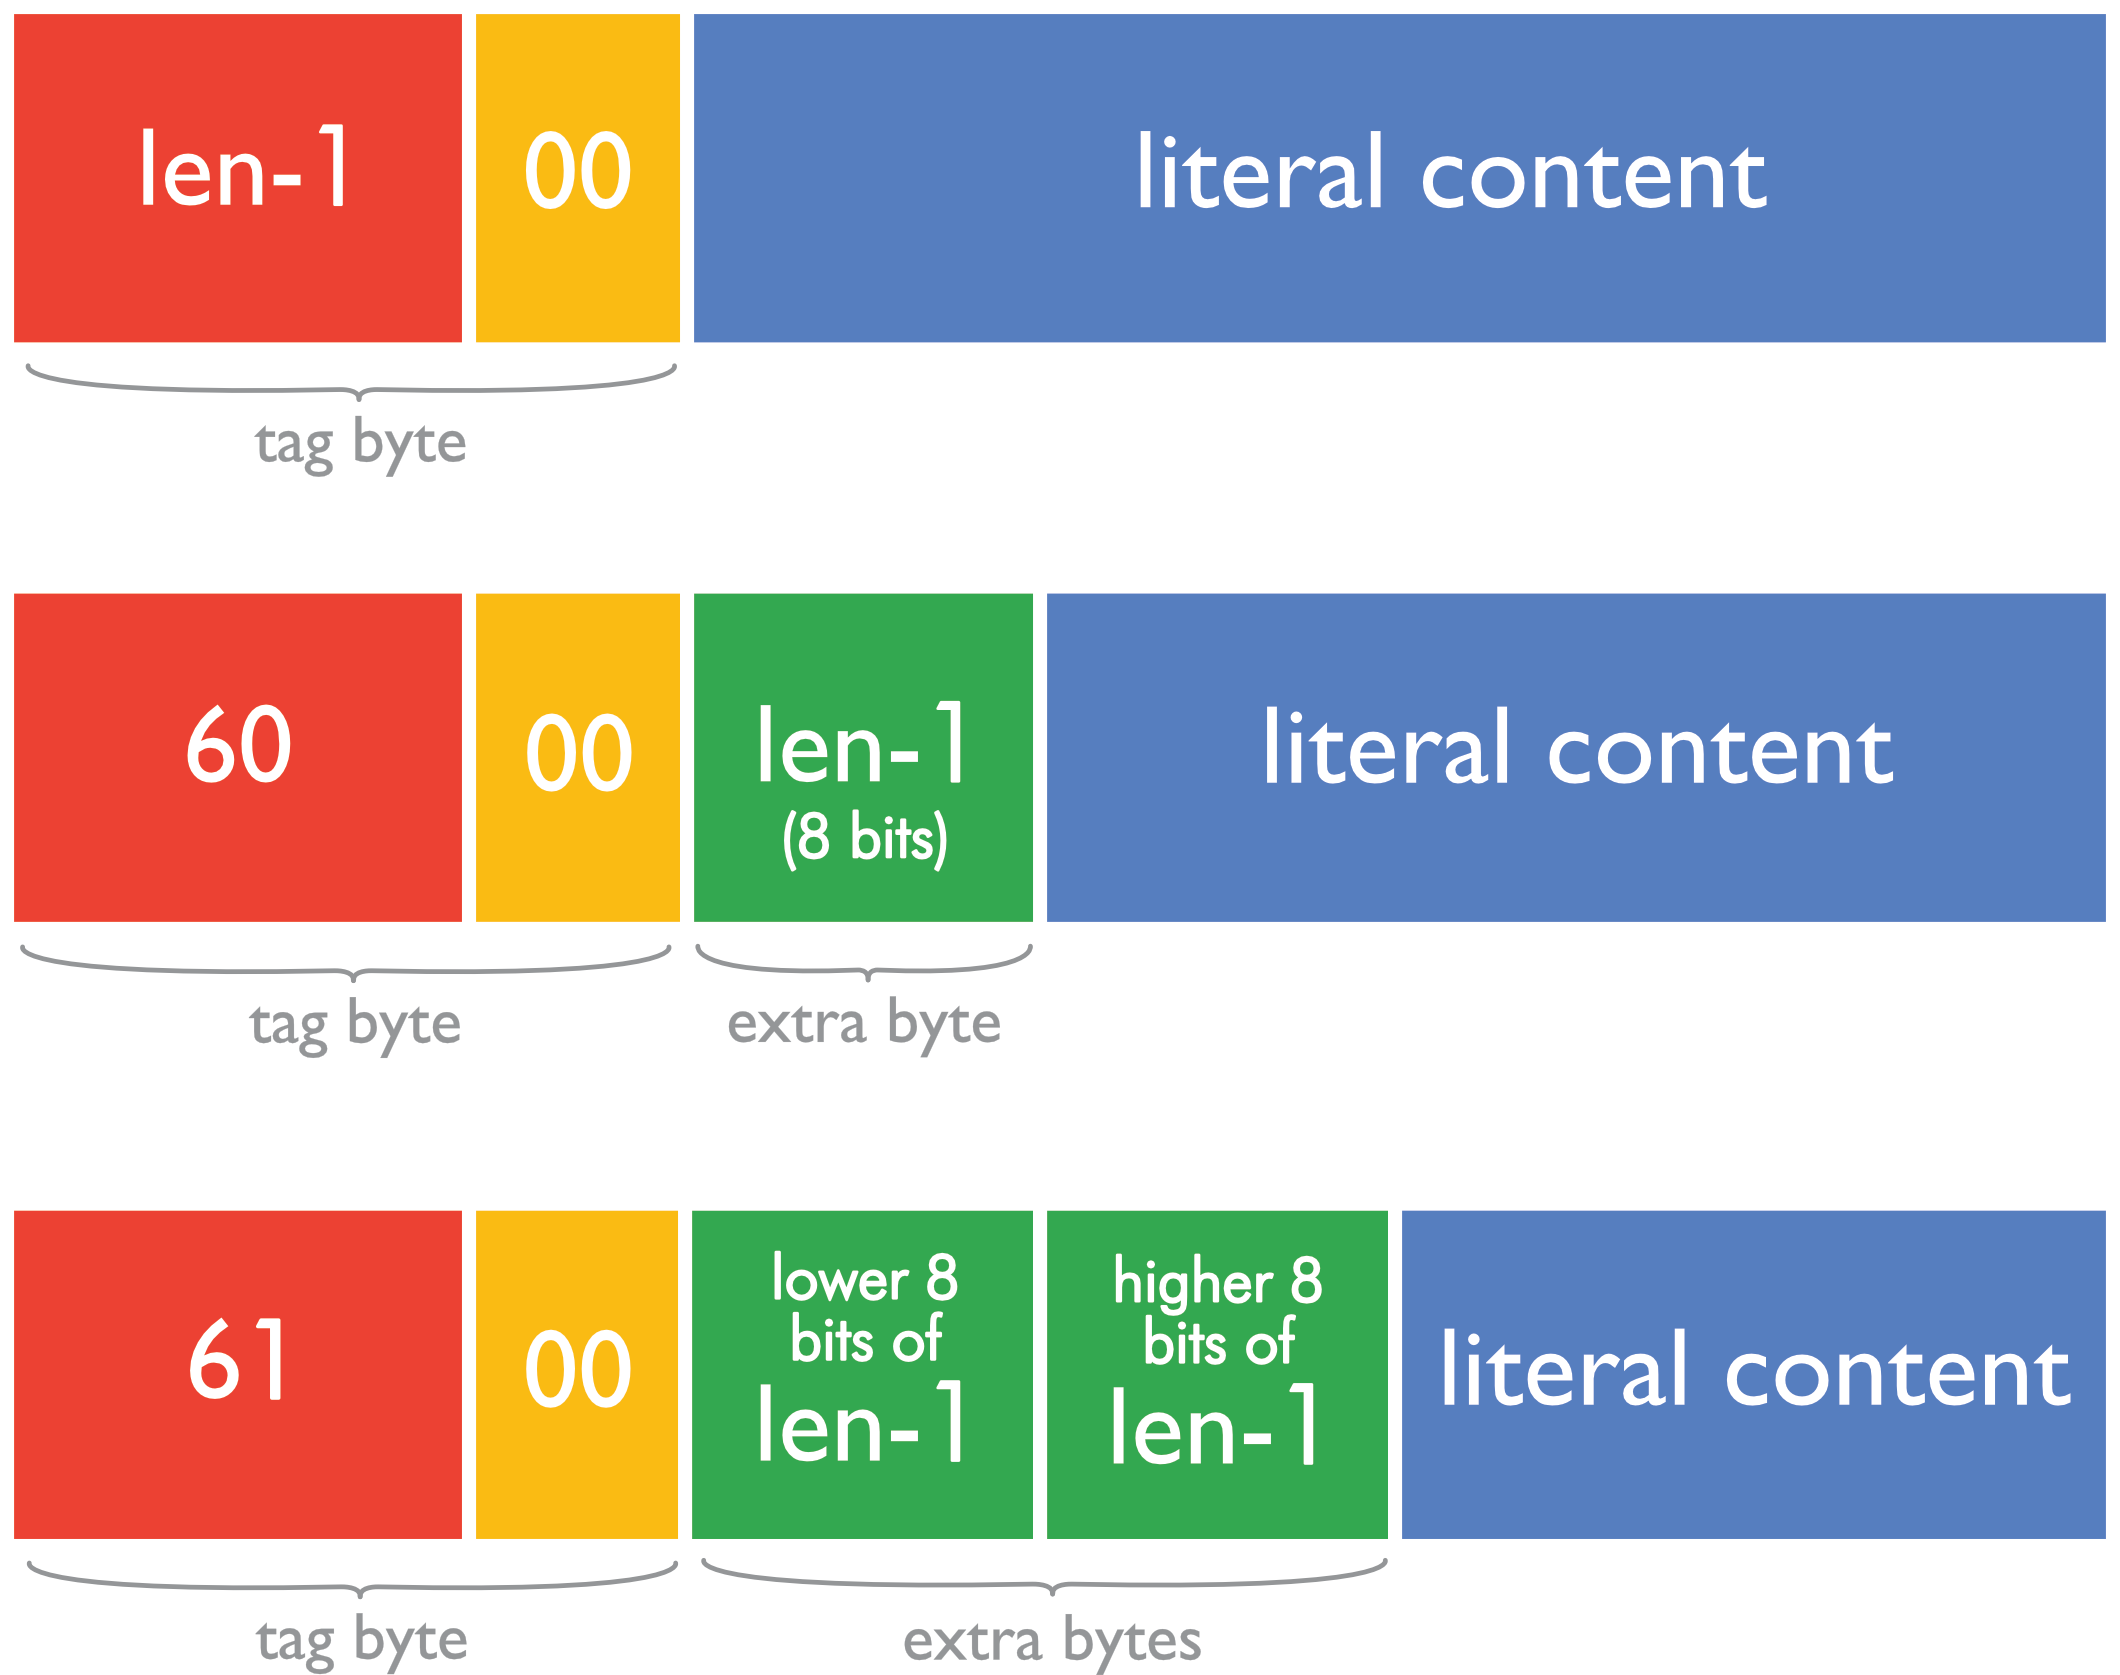 len-1 00 literal content
tag byte
60 00 len-1 literal content
(8 bits)
tag byte extra byte
61 00 lower 8 bits of len-1 higher 8 bits of len-1 literal content
tag byte extra bytes